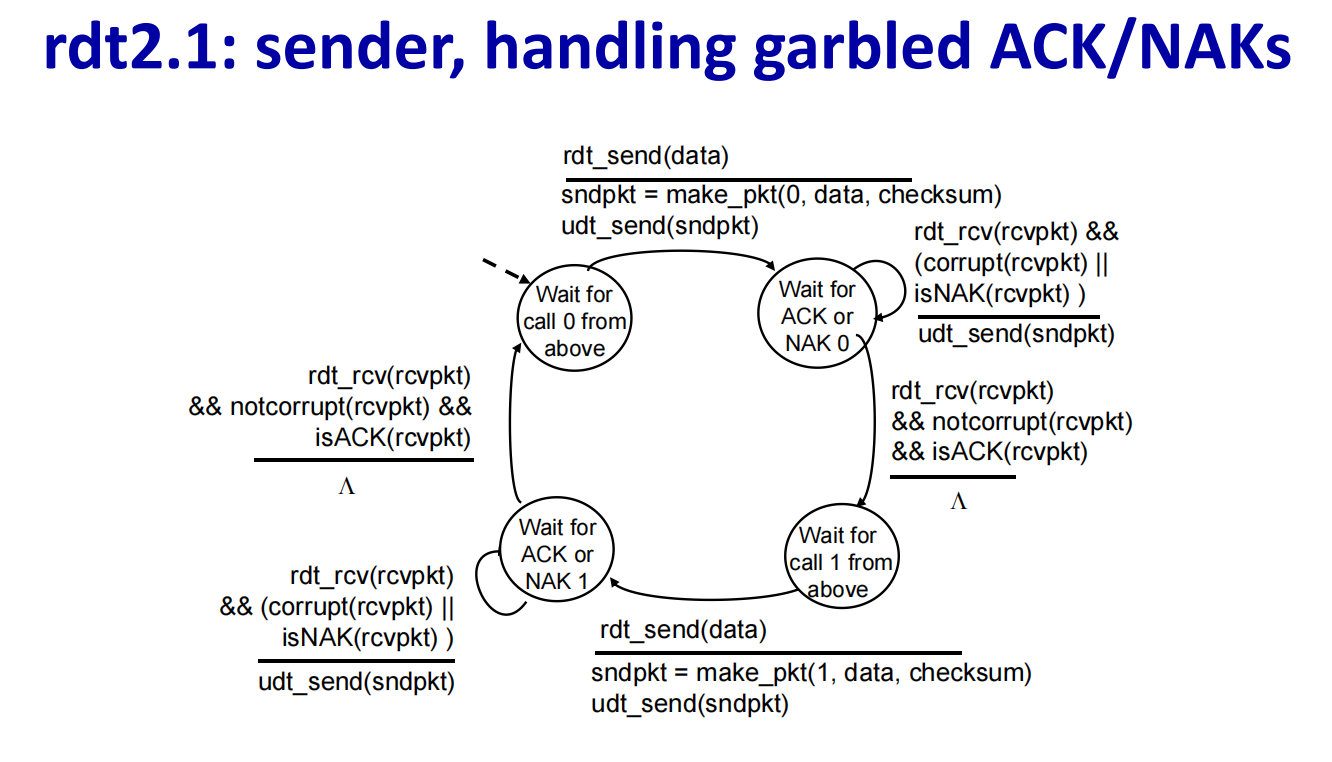 rdt2.1: sender, handling garbled ACK/NAKs
rdt_send(data)
sndpkt = make_pkt(0, data, checksum)
udt_send(sndpkt)
rdt_rcv(rcvpkt) &&
(corrupt(rcvpkt) ||
isNAK(rcvpkt) )
udt_send(sndpkt)
Wait for
call 0 from
above
Wait for
ACK or
NAK 0
rdt_rcv(rcvpkt)
&& notcorrupt(rcvpkt) &&
isACK(rcvpkt)
Λ
rdt_rcv(rcvpkt)
&& notcorrupt(rcvpkt)
&& isACK(rcvpkt)
Λ
Wait for
ACK or
NAK 1
Wait for
call 1 from
above
rdt_rcv(rcvpkt)
&& (corrupt(rcvpkt) ||
isNAK(rcvpkt) )
udt_send(sndpkt)
rdt_send(data)
sndpkt = make_pkt(1, data, checksum)
udt_send(sndpkt)